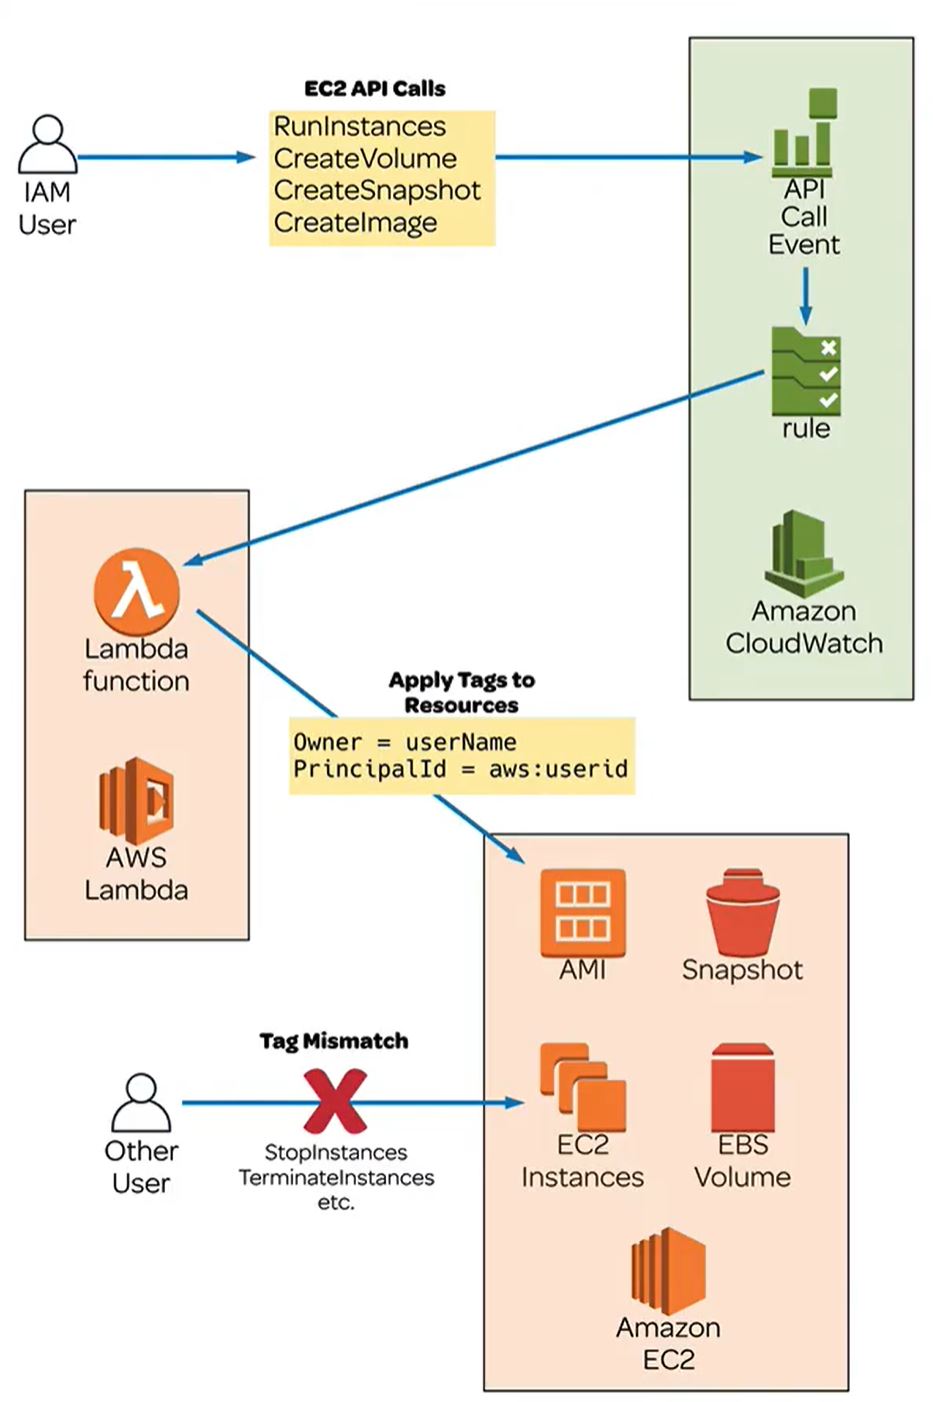 EC2 API Calls
RunInstances
CreateVolume
CreateSnapshot
CreateImage
IAM
User
API
Call
Event
rule
Amazon
CloudWatch
Lambda
function
AWS
Lambda
Apply Tags to
Resources
Owner = userName
PrincipalId = aws:userid
AMI
Snapshot
Tag Mismatch
Other
User
StopInstances
TerminateInstances
etc.
EC2
Instances
EBS
Volume
Amazon
EC2